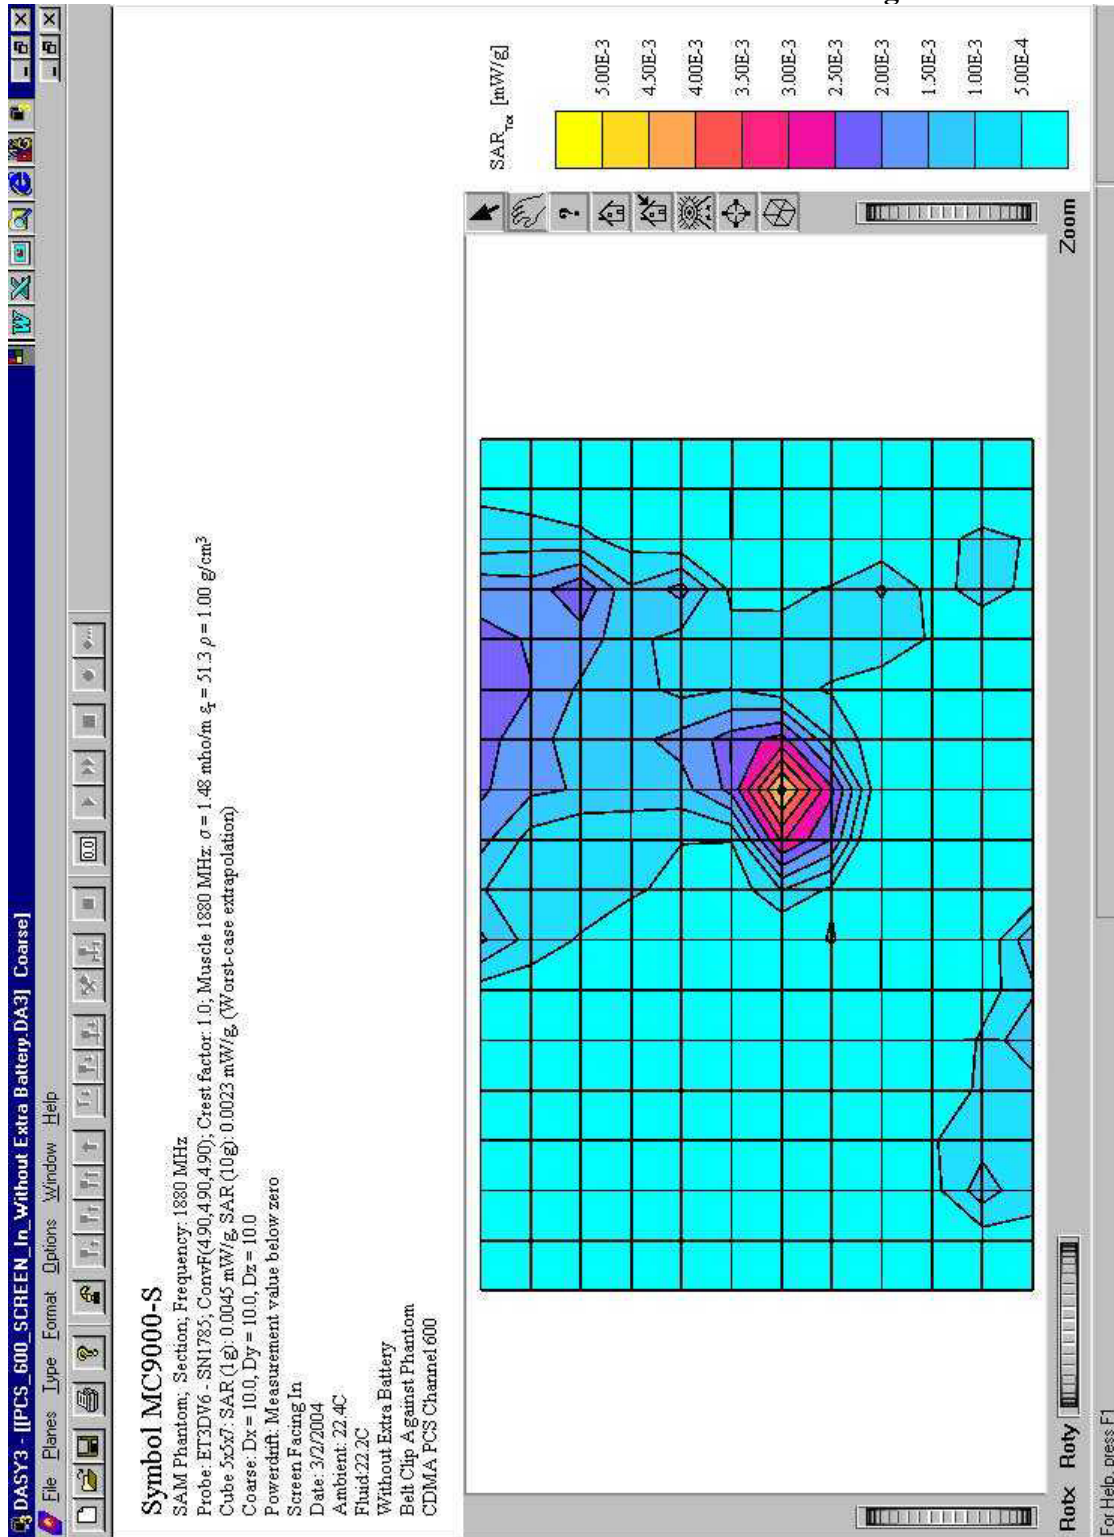 DASY3 - [[PCS_600_SCREEN_In_Without Extra Battery.DA3] Coarse]
File Planes Type Format Options Window Help
0.0
Symbol MC9000-S
SAM Phantom; Section; Frequency: 1880 MHz
Probe: ET3DV6 - SN1785; ConvF(4.90,4.90,4.90); Crest factor: 1.0; Muscle 1880 MHz: σ = 1.48 mho/m εr = 51.3 ρ = 1.00 g/cm³
Cube 5x5x7: SAR (1g): 0.0045 mW/g, SAR (10g): 0.0023 mW/g, (Worst-case extrapolation)
Coarse: Dx = 10.0, Dy = 10.0, Dz = 10.0
Powerdrift: Measurement value below zero
Screen Facing In
Date: 3/2/2004
Ambient: 22.4C
Fluid:22.2C
Without Extra Battery
Belt Clip Against Phantom
CDMA PCS Channel 600
SARTot [mW/g]
5.00E-3
4.50E-3
4.00E-3
3.50E-3
3.00E-3
2.50E-3
2.00E-3
1.50E-3
1.00E-3
5.00E-4
Rotx Roty Zoom
For Help, press F1